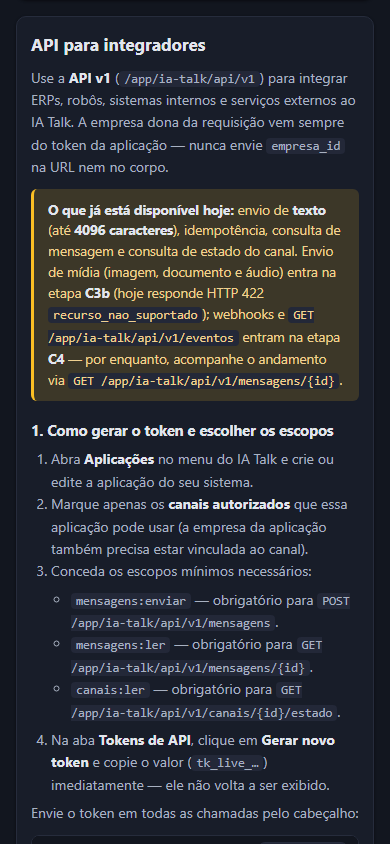 API para integradores
Use a API v1 ( /app/ia-talk/api/v1 ) para integrar
ERPs, robôs, sistemas internos e serviços externos ao
IA Talk. A empresa dona da requisição vem sempre
do token da aplicação — nunca envie empresa_id
na URL nem no corpo.
O que já está disponível hoje: envio de texto
(até 4096 caracteres), idempotência, consulta de
mensagem e consulta de estado do canal. Envio
de mídia (imagem, documento e áudio) entra na
etapa C3b (hoje responde HTTP 422
recurso_nao_suportado ); webhooks e GET
/app/ia-talk/api/v1/eventos entram na etapa
C4 — por enquanto, acompanhe o andamento
via GET /app/ia-talk/api/v1/mensagens/{id} .
1. Como gerar o token e escolher os escopos
1. Abra Aplicações no menu do IA Talk e crie ou
edite a aplicação do seu sistema.
2. Marque apenas os canais autorizados que essa
aplicação pode usar (a empresa da aplicação
também precisa estar vinculada ao canal).
3. Conceda os escopos mínimos necessários:
mensagens:enviar — obrigatório para POST
/app/ia-talk/api/v1/mensagens .
mensagens:ler — obrigatório para GET
/app/ia-talk/api/v1/mensagens/{id} .
canais:ler — obrigatório para GET
/app/ia-talk/api/v1/canais/{id}/estado .
4. Na aba Tokens de API, clique em Gerar novo
token e copie o valor ( tk_live_… )
imediatamente — ele não volta a ser exibido.
Envie o token em todas as chamadas pelo cabeçalho: